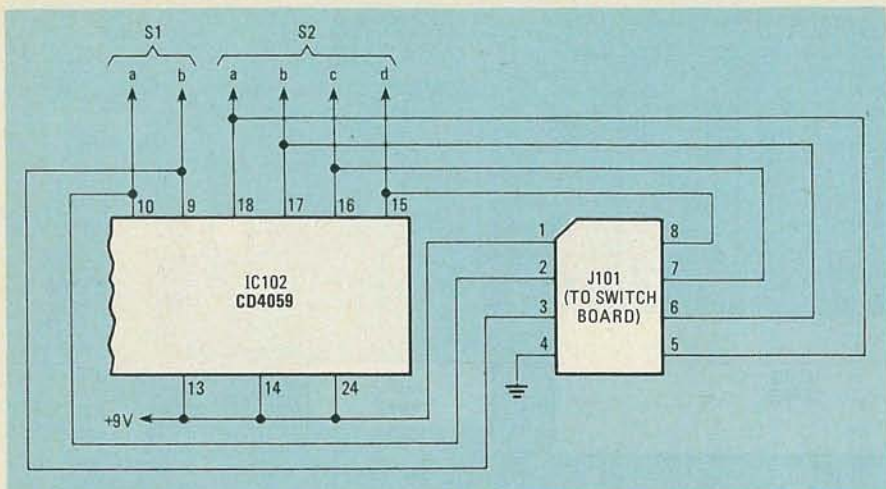 S1 S2
a b a b c d
10 9 18 17 16 15
1 8
IC102
CD4059
2 7
J101
(TO SWITCH
BOARD)
3 6
4 5
13 14 24
+9V